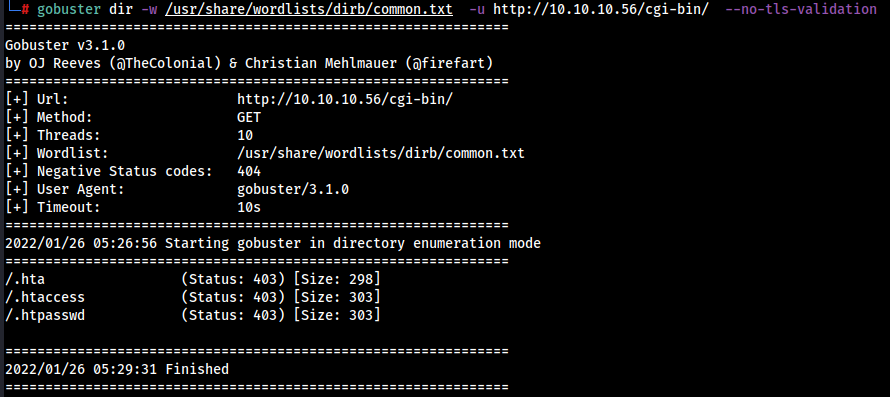 └─# gobuster dir -w /usr/share/wordlists/dirb/common.txt -u http://10.10.10.56/cgi-bin/ --no-tls-validation
===============================================================
Gobuster v3.1.0
by OJ Reeves (@TheColonial) & Christian Mehlmauer (@firefart)
===============================================================
[+] Url:                     http://10.10.10.56/cgi-bin/
[+] Method:                  GET
[+] Threads:                 10
[+] Wordlist:                /usr/share/wordlists/dirb/common.txt
[+] Negative Status codes:   404
[+] User Agent:              gobuster/3.1.0
[+] Timeout:                 10s
===============================================================
2022/01/26 05:26:56 Starting gobuster in directory enumeration mode
===============================================================
/.hta                 (Status: 403) [Size: 298]
/.htaccess            (Status: 403) [Size: 303]
/.htpasswd            (Status: 403) [Size: 303]
===============================================================
2022/01/26 05:29:31 Finished
===============================================================